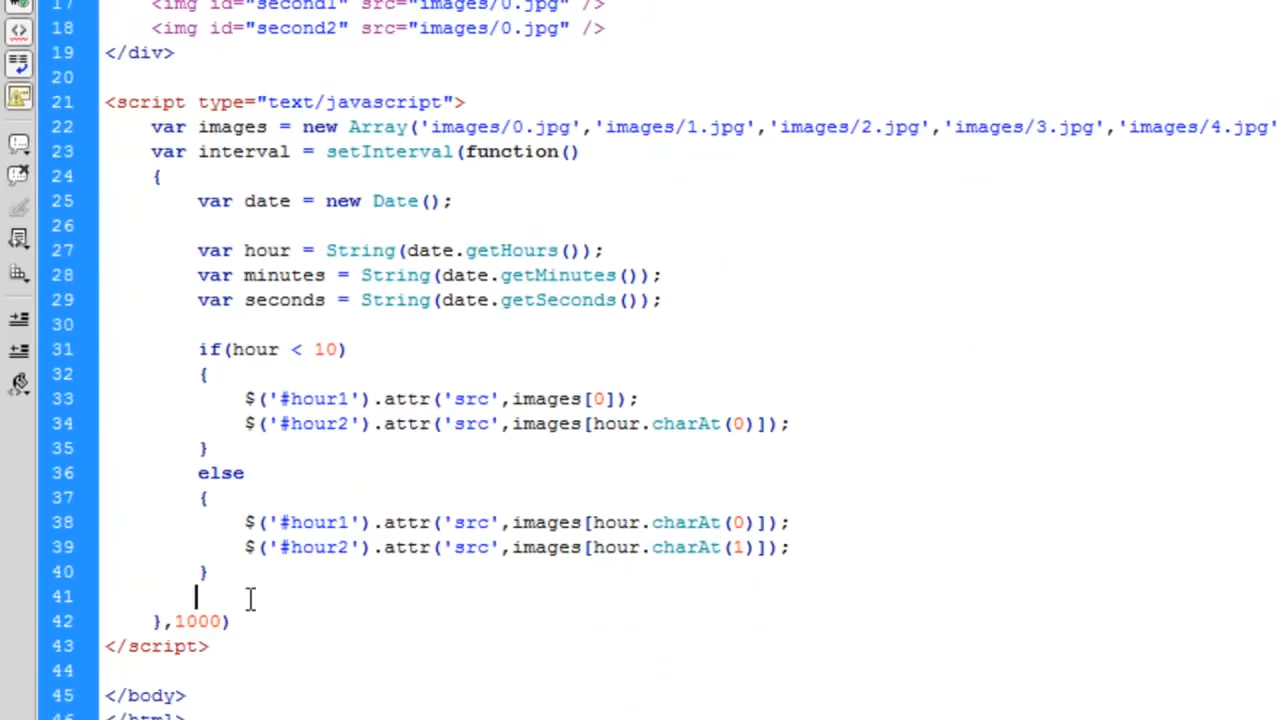 17 <img id="second1" src="images/0.jpg" />
18 <img id="second2" src="images/0.jpg" />
19 </div>
20
21 <script type="text/javascript">
22 var images = new Array('images/0.jpg','images/1.jpg','images/2.jpg','images/3.jpg','images/4.jpg'
23 var interval = setInterval(function()
24 {
25 var date = new Date();
26
27 var hour = String(date.getHours());
28 var minutes = String(date.getMinutes());
29 var seconds = String(date.getSeconds());
30
31 if(hour < 10)
32 {
33 $('#hour1').attr('src',images[0]);
34 $('#hour2').attr('src',images[hour.charAt(0)]);
35 }
36 else
37 {
38 $('#hour1').attr('src',images[hour.charAt(0)]);
39 $('#hour2').attr('src',images[hour.charAt(1)]);
40 }
41
42 },1000)
43 </script>
44
45 </body>
46 </html>